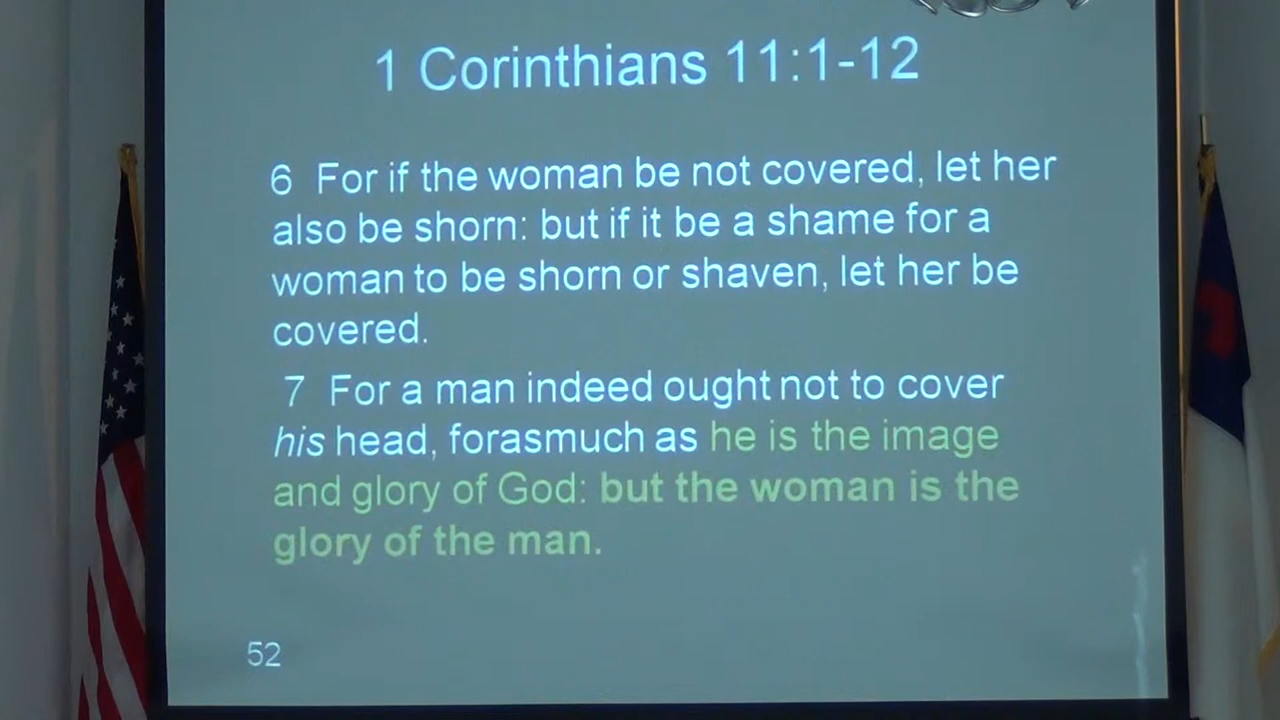 1 Corinthians 11:1-12
6 For if the woman be not covered, let her
also be shorn: but if it be a shame for a
woman to be shorn or shaven, let her be
covered.
7 For a man indeed ought not to cover
his head, forasmuch as he is the image
and glory of God: but the woman is the
glory of the man.
52